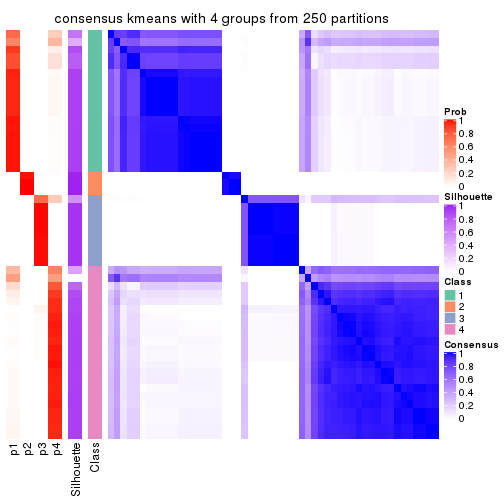 consensus kmeans with 4 groups from 250 partitions
Prob
1
0.8
0.6
0.4
0.2
0
Silhouette
1
0.8
0.6
0.4
0.2
0
Class
1
2
3
4
Consensus
1
0.8
0.6
0.4
0.2
0
p1
p2
p3
p4
Silhouette
Class